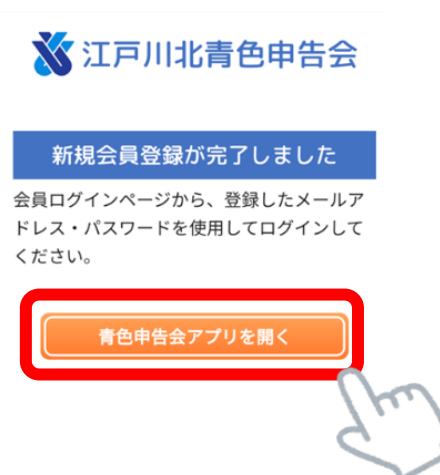 江戸川北青色申告会
新規会員登録が完了しました
会員ログインページから、登録したメールア
ドレス・パスワードを使用してログインして
ください。
青色申告会アプリを開く